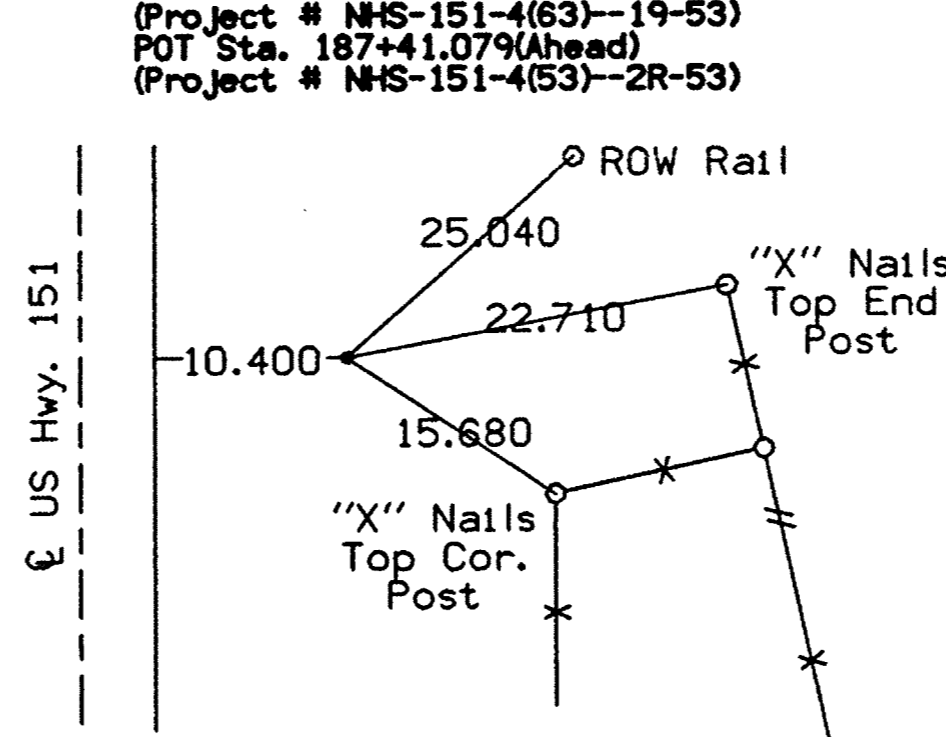 (Project # NHS-151-4(63)--19-53)
POT Sta. 187+41.079(Ahead)
(Project # NHS-151-4(53)--2R-53)
ROW Rail
25.040
"X" Nails
Top End
Post
22.710
10.400
15.680
"X" Nails
Top Cor.
Post
℄ US Hwy. 151